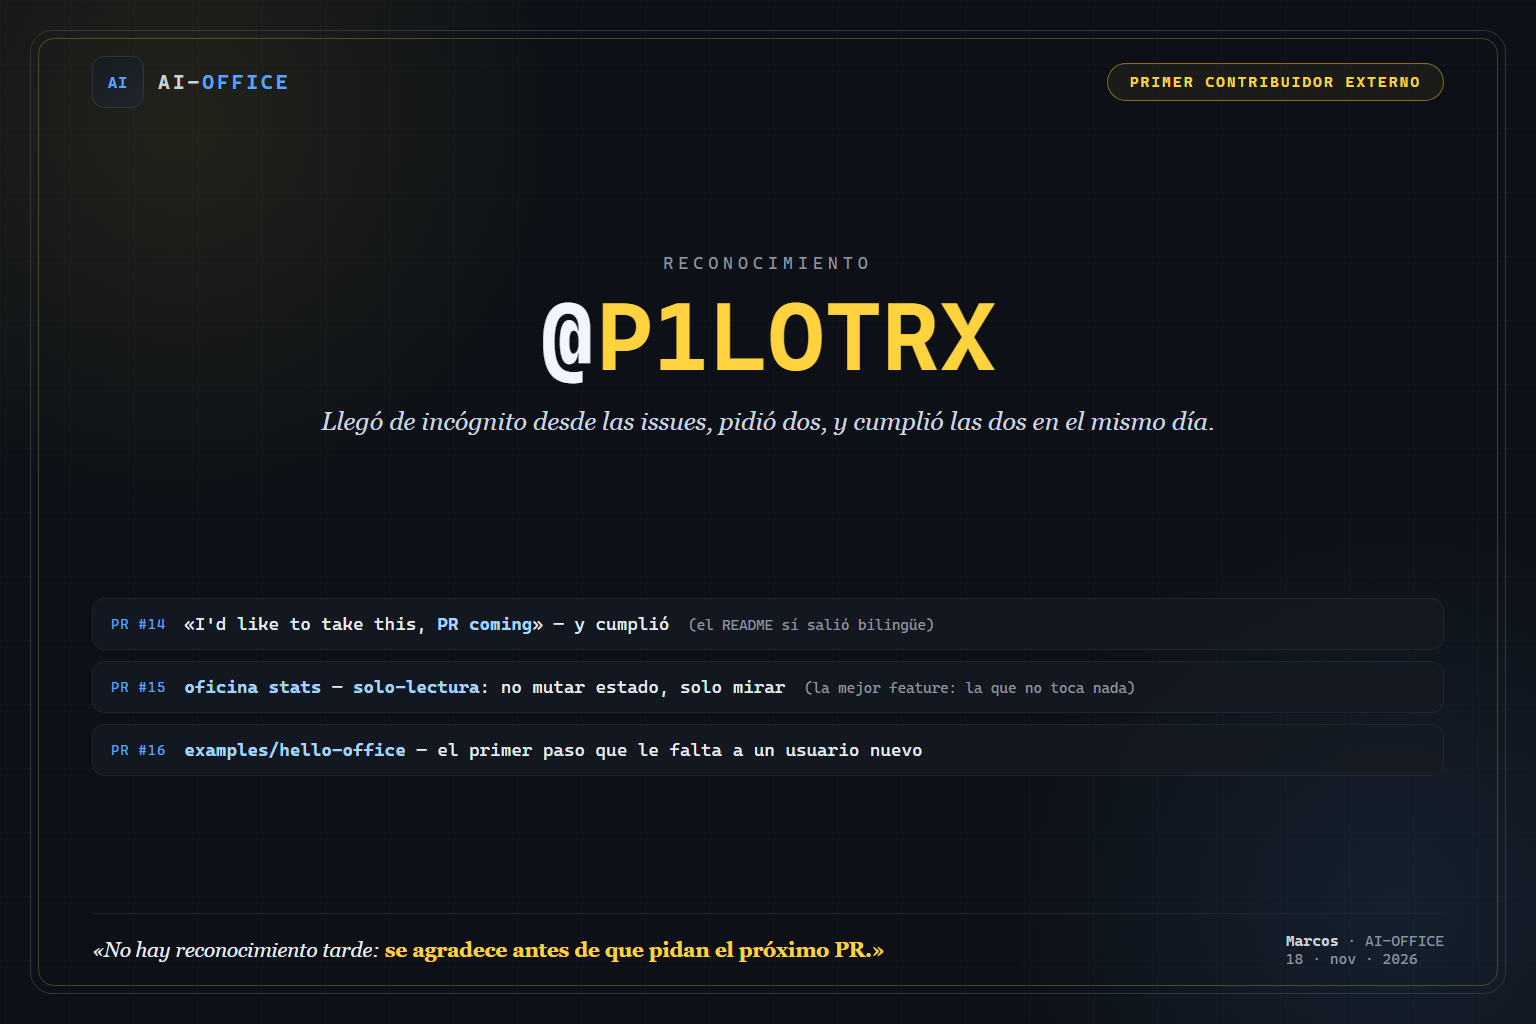 AI AI-OFFICE
PRIMER CONTRIBUIDOR EXTERNO
RECONOCIMIENTO
@P1LOTRX
Llegó de incógnito desde las issues, pidió dos, y cumplió las dos en el mismo día.
PR #14 «I'd like to take this, PR coming» — y cumplió (el README sí salió bilingüe)
PR #15 oficina stats — solo-lectura: no mutar estado, solo mirar (la mejor feature: la que no toca nada)
PR #16 examples/hello-office — el primer paso que le falta a un usuario nuevo
«No hay reconocimiento tarde: se agradece antes de que pidan el próximo PR.»
Marcos · AI-OFFICE
18 · nov · 2026